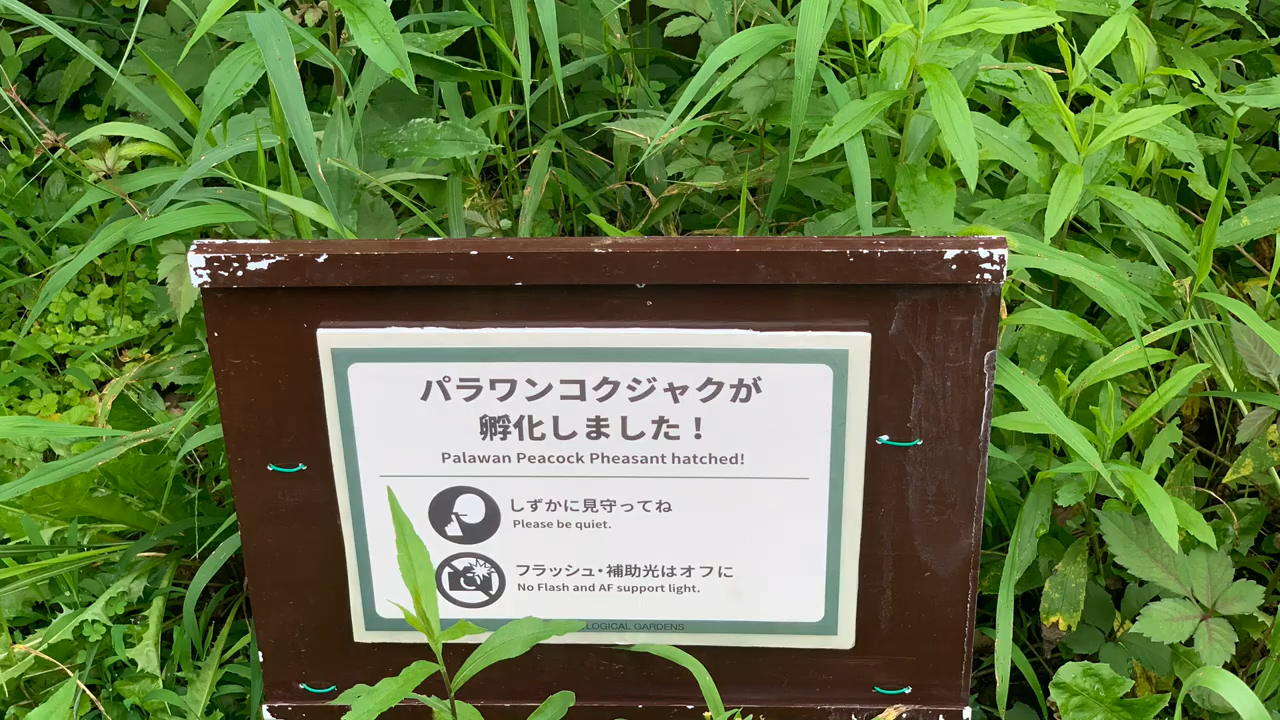 パラワンコクジャクが
孵化しました！
Palawan Peacock Pheasant hatched!
しずかに見守ってね
Please be quiet.
フラッシュ・補助光はオフに
No Flash and AF support light.
GARDENS